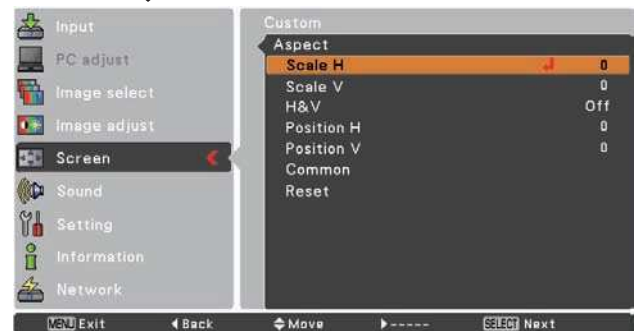 Input
PC adjust
Image select
Image adjust
Screen
Sound
Setting
Information
Network
Custom
Aspect
Scale H 0
Scale V 0
H&V Off
Position H 0
Position V 0
Common
Reset
MENU Exit Back Move ----- SELECT Next